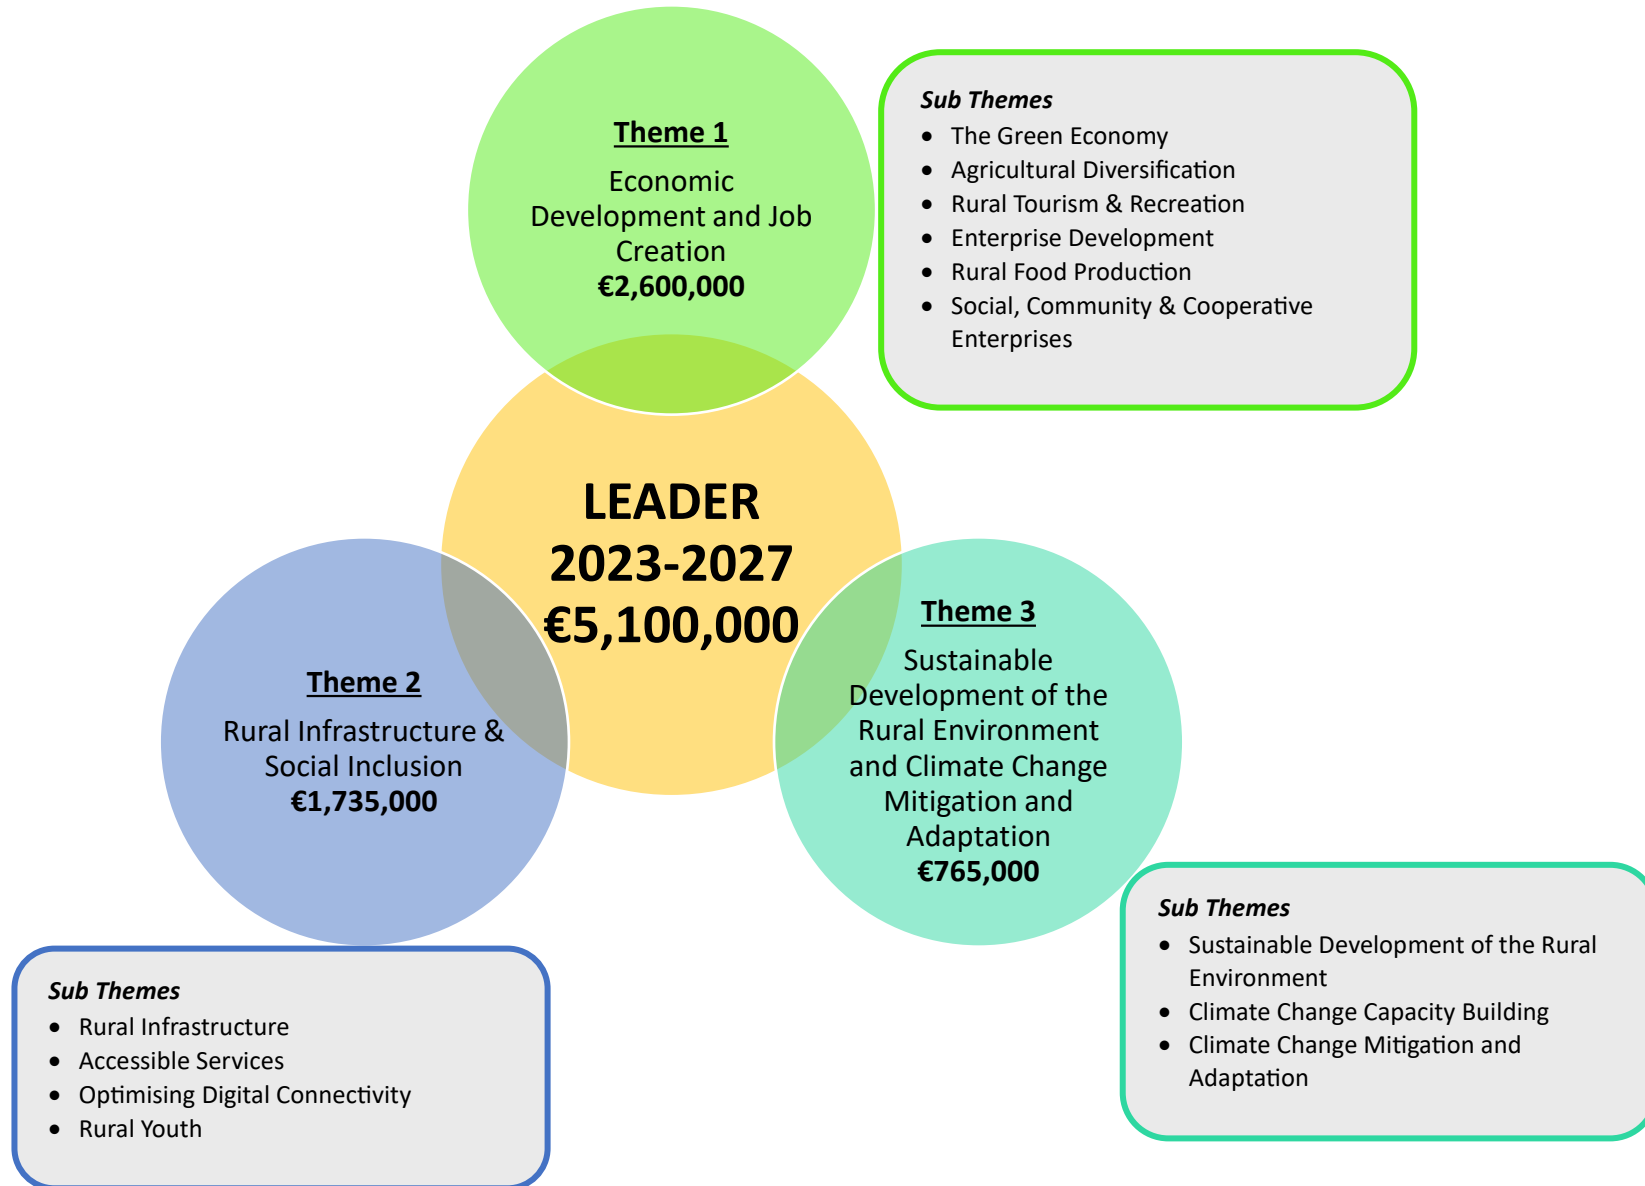 Theme 1
Economic
Development and Job
Creation
€2,600,000
Sub Themes
• The Green Economy
• Agricultural Diversification
• Rural Tourism & Recreation
• Enterprise Development
• Rural Food Production
• Social, Community & Cooperative
Enterprises
LEADER
2023-2027
€5,100,000
Theme 2
Rural Infrastructure &
Social Inclusion
€1,735,000
Theme 3
Sustainable
Development of the
Rural Environment
and Climate Change
Mitigation and
Adaptation
€765,000
Sub Themes
• Rural Infrastructure
• Accessible Services
• Optimising Digital Connectivity
• Rural Youth
Sub Themes
• Sustainable Development of the Rural
Environment
• Climate Change Capacity Building
• Climate Change Mitigation and
Adaptation